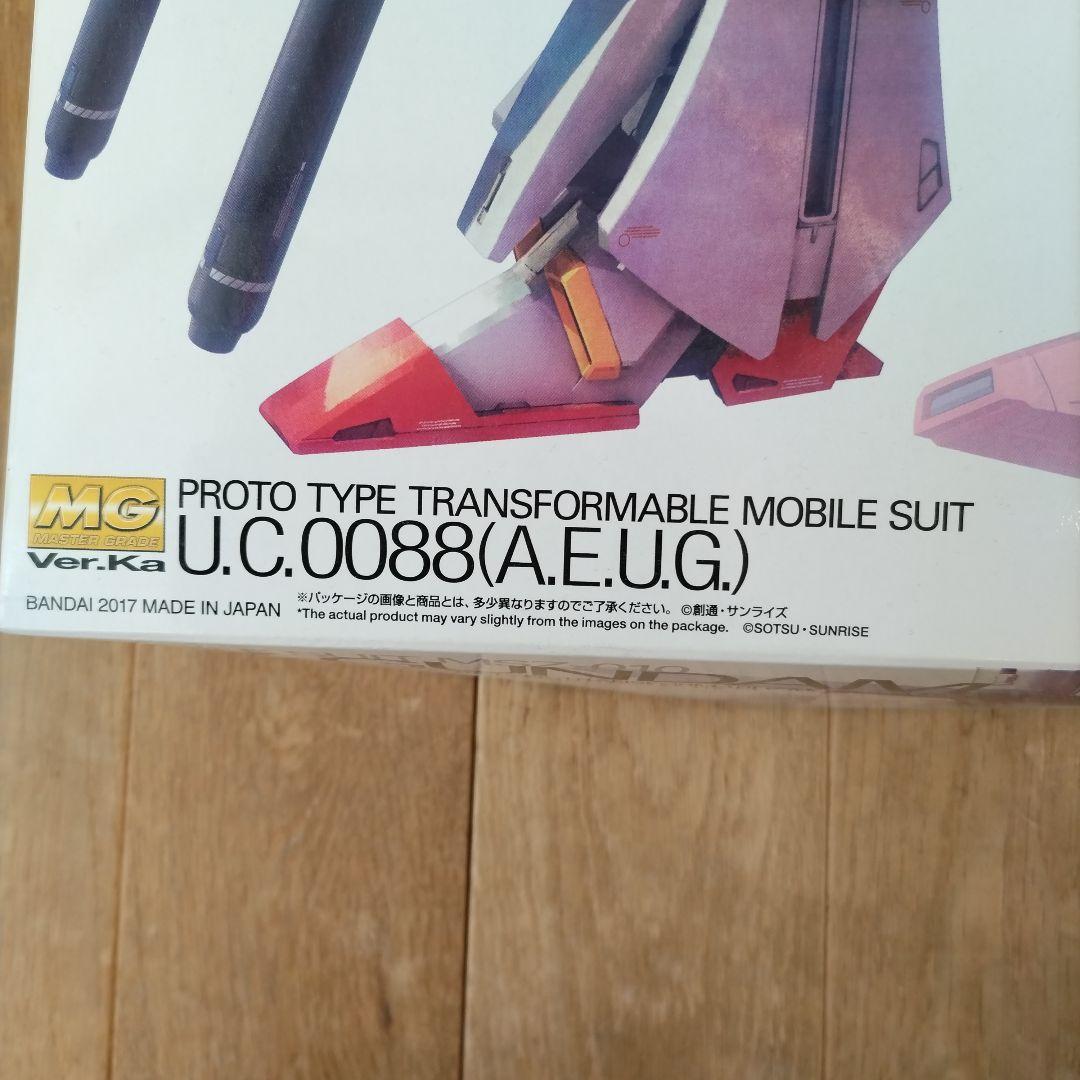 MG
MASTER GRADE
Ver.Ka
PROTO TYPE TRANSFORMABLE MOBILE SUIT
U.C.0088(A.E.U.G.)
BANDAI 2017 MADE IN JAPAN
※パッケージの画像と商品とは、多少異なりますのでご了承ください。 ©創通・サンライズ
*The actual product may vary slightly from the images on the package. ©SOTSU・SUNRISE